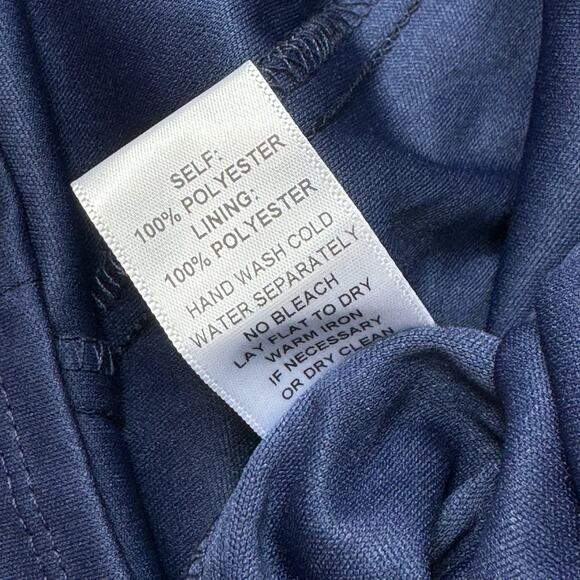 SELF:
100% POLYESTER
LINING:
100% POLYESTER
HAND WASH COLD
WATER SEPARATELY
NO BLEACH
LAY FLAT TO DRY
WARM IRON
IF NECESSARY
OR DRY CLEAN